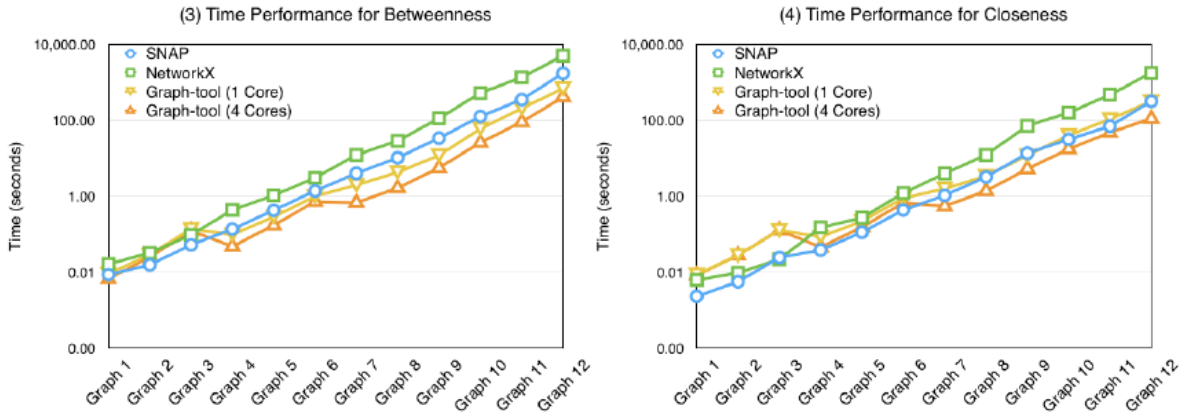 (3) Time Performance for Betweenness
10,000.00
100.00
1.00
0.01
0.00
Time (seconds)
SNAP
NetworkX
Graph-tool (1 Core)
Graph-tool (4 Cores)
Graph 1
Graph 2
Graph 3
Graph 4
Graph 5
Graph 6
Graph 7
Graph 8
Graph 9
Graph 10
Graph 11
Graph 12
(4) Time Performance for Closeness
10,000.00
100.00
1.00
0.01
0.00
Time (seconds)
SNAP
NetworkX
Graph-tool (1 Core)
Graph-tool (4 Cores)
Graph 1
Graph 2
Graph 3
Graph 4
Graph 5
Graph 6
Graph 7
Graph 8
Graph 9
Graph 10
Graph 11
Graph 12